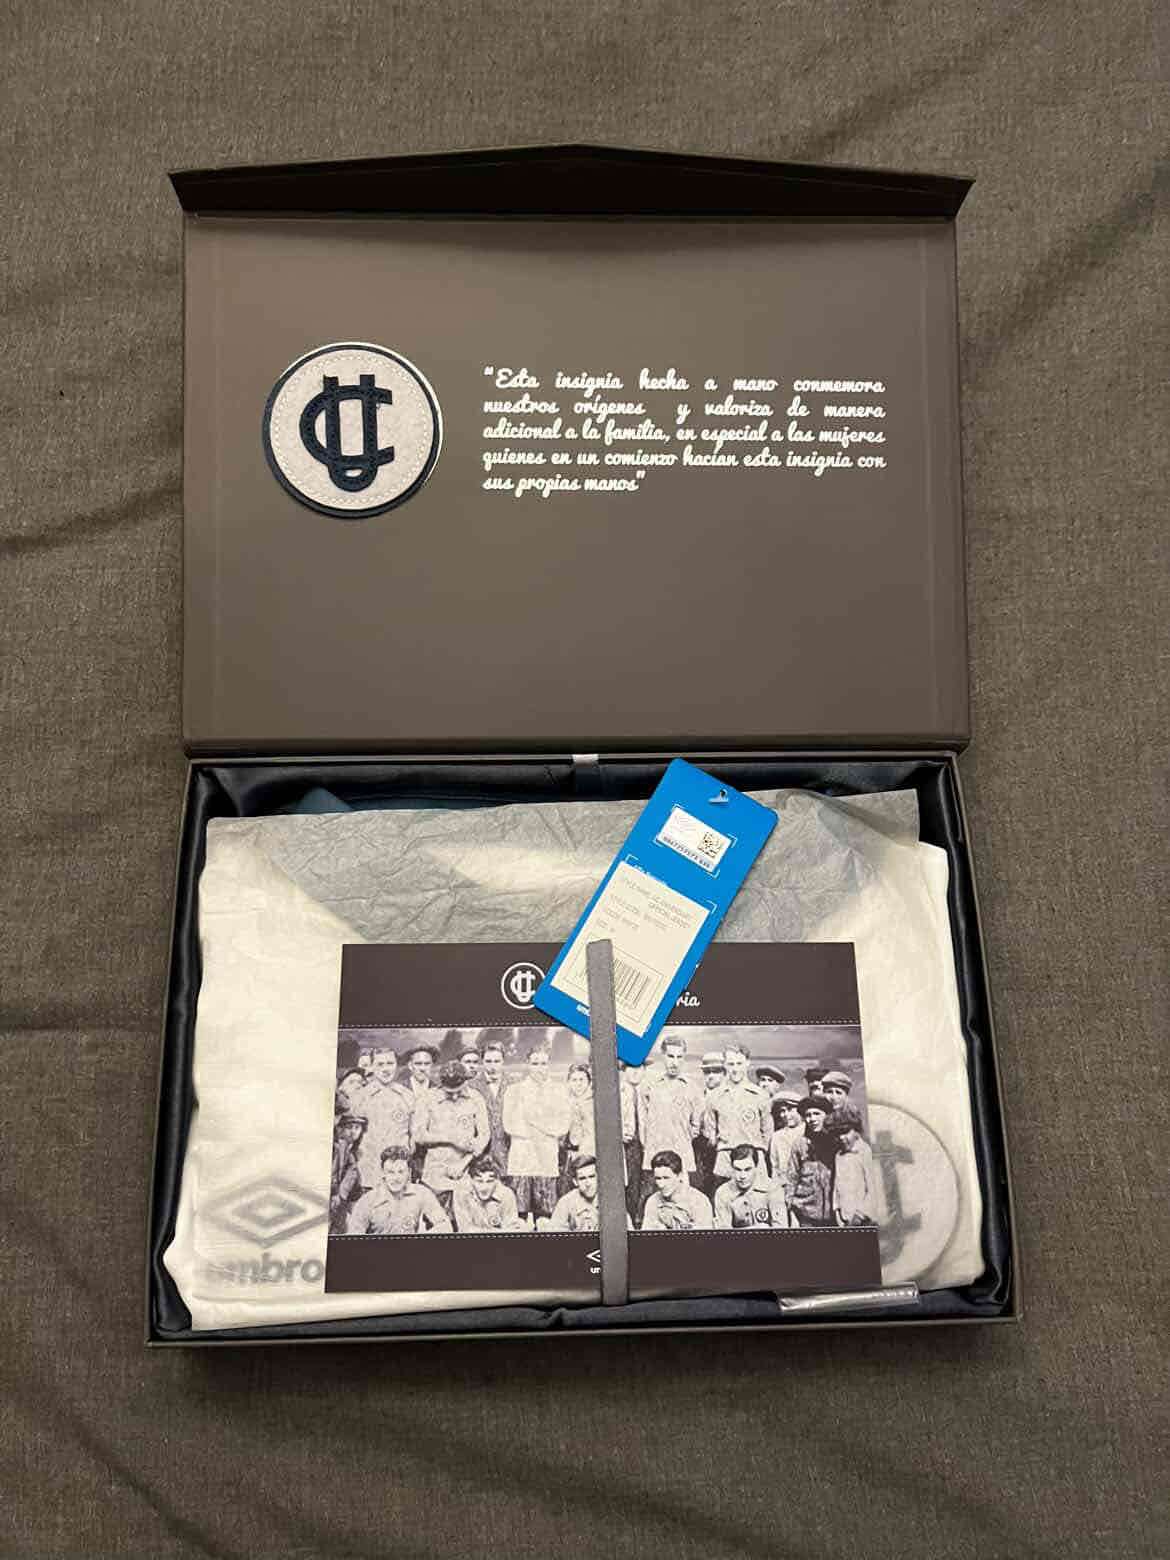 “Esta insignia hecha a mano conmemora
nuestros orígenes y valoriza de manera
adicional a la familia, en especial a las mujeres
quienes en un comienzo hacían esta insignia con
sus propias manos”
ria
umbro